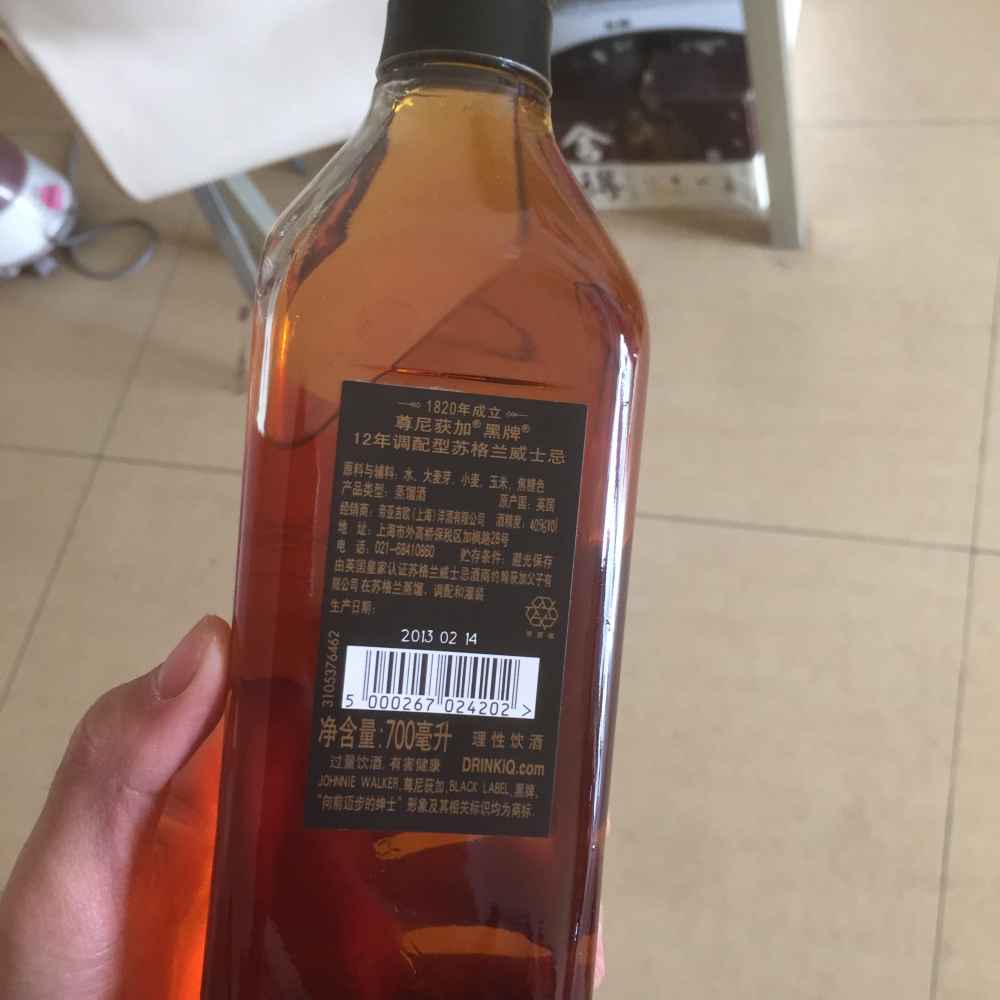 1820年成立
尊尼获加® 黑牌®
12年调配型苏格兰威士忌
原料与辅料: 水、大麦芽、小麦、玉米、焦糖色
产品类型: 蒸馏酒 原产国: 英国
经销商: 帝亚吉欧(上海)洋酒有限公司 酒精度: 40%(vol)
地 址: 上海市外高桥保税区加枫路28号
电 话: 021-68410860 贮存条件: 避光保存
由英国皇家认证苏格兰威士忌酒商约翰获加父子有
限公司 在苏格兰蒸馏、调配和灌装
生产日期:
2013 02 14
3105376462
5 000267 024202 >
净含量: 700毫升 理性饮酒
过量饮酒, 有害健康 DRINKiQ.com
JOHNNIE WALKER, 尊尼获加, BLACK LABEL, 黑牌,
“向前迈步的绅士” 形象及其相关标识均为商标.